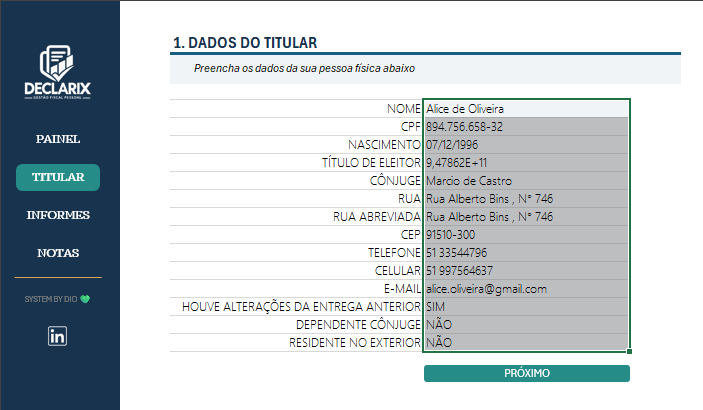 DECLARIX
GESTÃO FISCAL PESSOAL
PAINEL
TITULAR
INFORMES
NOTAS
SYSTEM BY DIO
in
1. DADOS DO TITULAR
Preencha os dados da sua pessoa física abaixo
NOME Alice de Oliveira
CPF 894.756.658-32
NASCIMENTO 07/12/1996
TÍTULO DE ELEITOR 9,47862E+11
CÔNJUGE Marcio de Castro
RUA Rua Alberto Bins , N° 746
RUA ABREVIADA Rua Alberto Bins , N° 746
CEP 91510-300
TELEFONE 51 33544796
CELULAR 51 997564637
E-MAIL alice.oliveira@gmail.com
HOUVE ALTERAÇÕES DA ENTREGA ANTERIOR SIM
DEPENDENTE CÔNJUGE NÃO
RESIDENTE NO EXTERIOR NÃO
PRÓXIMO